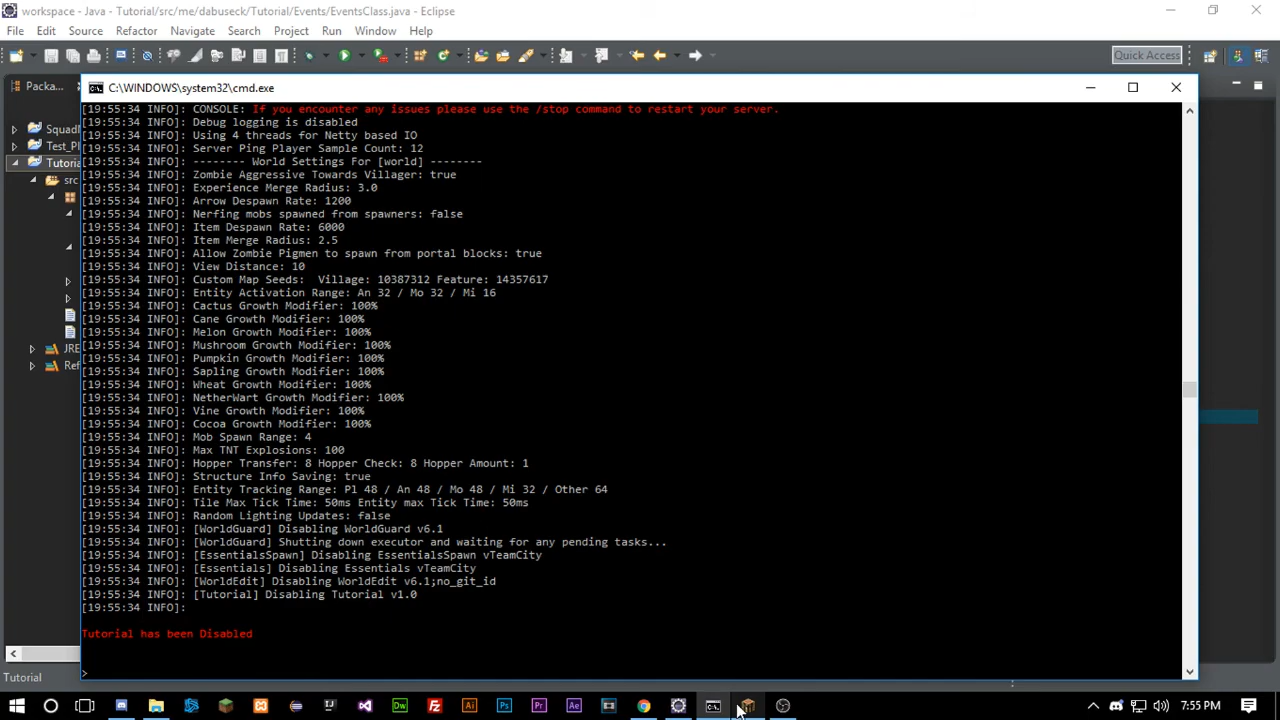 workspace - Java - Tutorial/src/me/dabuseck/Tutorial/Events/EventsClass.java - Eclipse
File Edit Source Refactor Navigate Search Project Run Window Help
Quick Access
Packa...
C:\WINDOWS\system32\cmd.exe
Test_Pl
Tutoria
src
JRE
Ref
[19:55:34 INFO]: CONSOLE: If you encounter any issues please use the /stop command to restart your server.
[19:55:34 INFO]: Debug logging is disabled
[19:55:34 INFO]: Using 4 threads for Netty based IO
[19:55:34 INFO]: Server Ping Player Sample Count: 12
[19:55:34 INFO]: -------- World Settings For [world] --------
[19:55:34 INFO]: Zombie Aggressive Towards Villager: true
[19:55:34 INFO]: Experience Merge Radius: 3.0
[19:55:34 INFO]: Arrow Despawn Rate: 1200
[19:55:34 INFO]: Nerfing mobs spawned from spawners: false
[19:55:34 INFO]: Item Despawn Rate: 6000
[19:55:34 INFO]: Item Merge Radius: 2.5
[19:55:34 INFO]: Allow Zombie Pigmen to spawn from portal blocks: true
[19:55:34 INFO]: View Distance: 10
[19:55:34 INFO]: Custom Map Seeds:  Village: 10387312 Feature: 14357617
[19:55:34 INFO]: Entity Activation Range: An 32 / Mo 32 / Mi 16
[19:55:34 INFO]: Cactus Growth Modifier: 100%
[19:55:34 INFO]: Cane Growth Modifier: 100%
[19:55:34 INFO]: Melon Growth Modifier: 100%
[19:55:34 INFO]: Mushroom Growth Modifier: 100%
[19:55:34 INFO]: Pumpkin Growth Modifier: 100%
[19:55:34 INFO]: Sapling Growth Modifier: 100%
[19:55:34 INFO]: Wheat Growth Modifier: 100%
[19:55:34 INFO]: NetherWart Growth Modifier: 100%
[19:55:34 INFO]: Vine Growth Modifier: 100%
[19:55:34 INFO]: Cocoa Growth Modifier: 100%
[19:55:34 INFO]: Mob Spawn Range: 4
[19:55:34 INFO]: Max TNT Explosions: 100
[19:55:34 INFO]: Hopper Transfer: 8 Hopper Check: 8 Hopper Amount: 1
[19:55:34 INFO]: Structure Info Saving: true
[19:55:34 INFO]: Entity Tracking Range: Pl 48 / An 48 / Mo 48 / Mi 32 / Other 64
[19:55:34 INFO]: Tile Max Tick Time: 50ms Entity max Tick Time: 50ms
[19:55:34 INFO]: Random Lighting Updates: false
[19:55:34 INFO]: [WorldGuard] Disabling WorldGuard v6.1
[19:55:34 INFO]: [WorldGuard] Shutting down executor and waiting for any pending tasks...
[19:55:34 INFO]: [EssentialsSpawn] Disabling EssentialsSpawn vTeamCity
[19:55:34 INFO]: [Essentials] Disabling Essentials vTeamCity
[19:55:34 INFO]: [WorldEdit] Disabling WorldEdit v6.1;no_git_id
[19:55:34 INFO]: [Tutorial] Disabling Tutorial v1.0
[19:55:34 INFO]:
Tutorial has been Disabled
>
Tutorial
7:55 PM